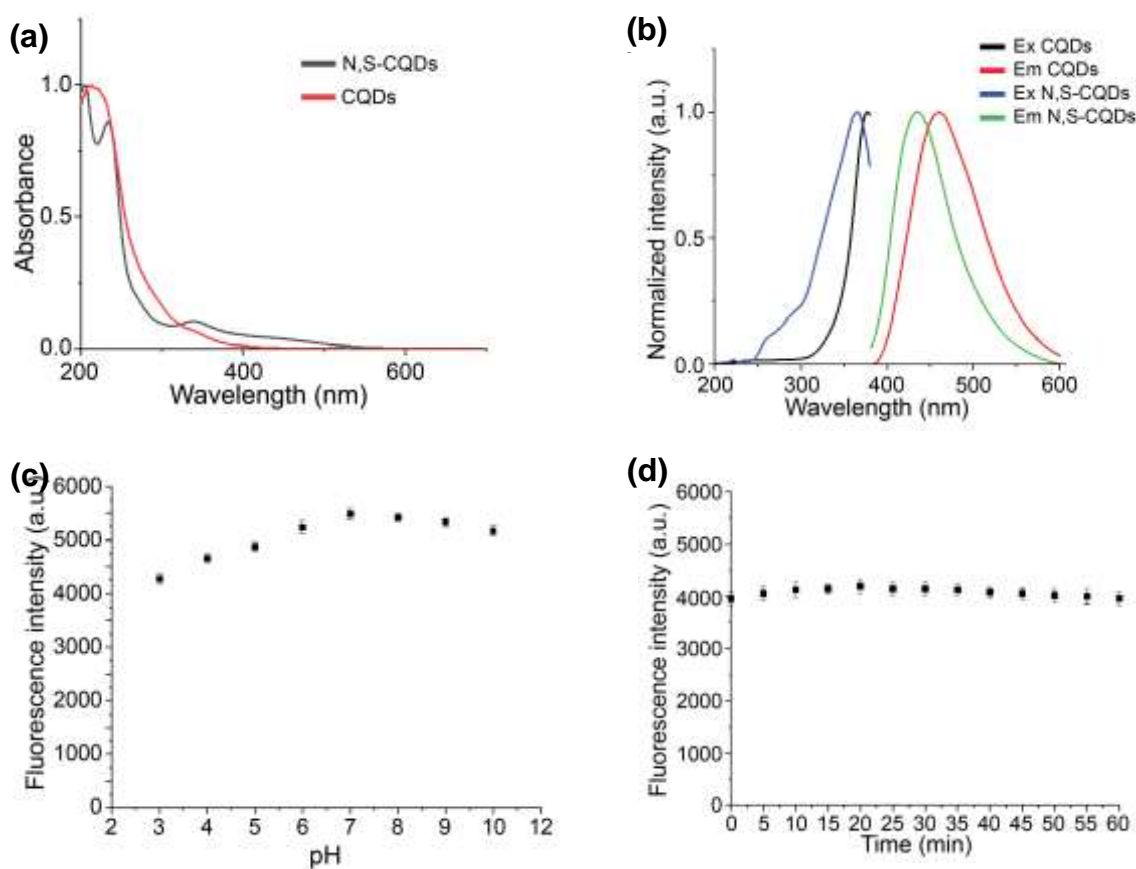 (a)
N,S-CQDs
CQDs
1.0
0.5
0.0
200
400
600
Absorbance
Wavelength (nm)
(b)
Ex CQDs
Em CQDs
Ex N,S-CQDs
Em N,S-CQDs
1.0
0.5
0.0
200
300
400
500
600
Normalized intensity (a.u.)
Wavelength (nm)
(c)
6000
5000
4000
3000
2000
1000
0
2
3
4
5
6
7
8
9
10
12
Fluorescence intensity (a.u.)
pH
(d)
6000
5000
4000
3000
2000
1000
0
0
5
10
15
20
25
30
35
40
45
50
55
60
Fluorescence intensity (a.u.)
Time (min)